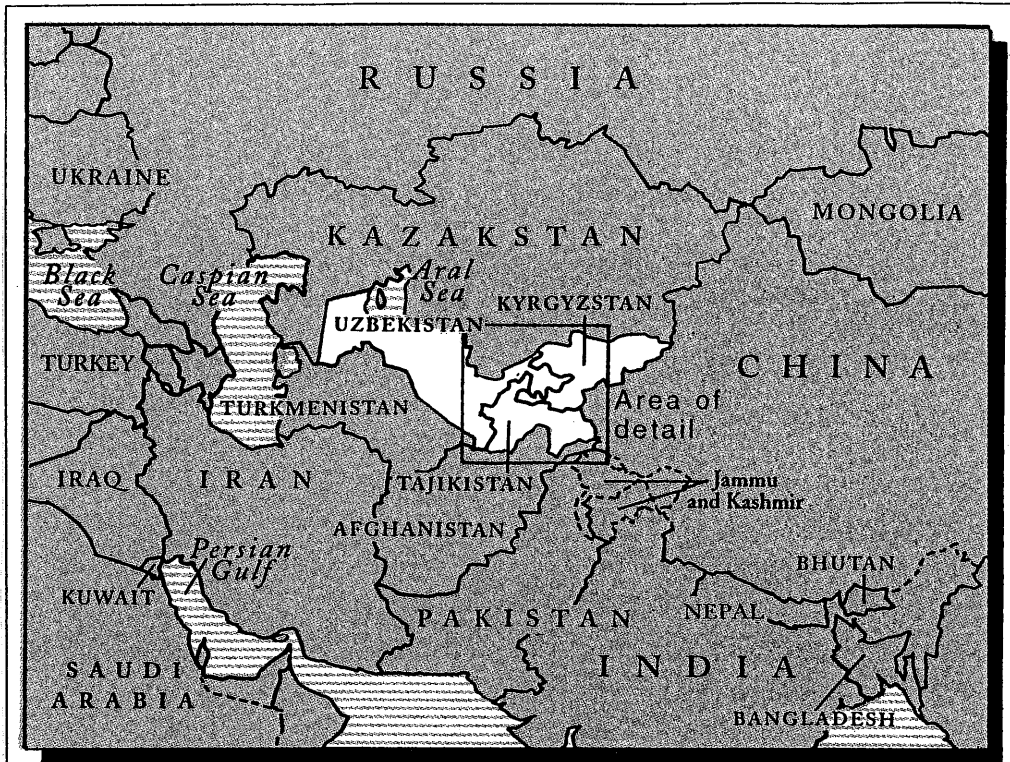 RUSSIA
UKRAINE
MONGOLIA
KAZAKSTAN
Black
Sea
Caspian
Sea
Aral
Sea
KYRGYZSTAN
UZBEKISTAN
TURKEY
CHINA
TURKMENISTAN
Area of
detail
IRAQ
IRAN
TAJIKISTAN
Jammu
and Kashmir
AFGHANISTAN
Persian
Gulf
BHUTAN
KUWAIT
PAKISTAN
NEPAL
SAUDI
ARABIA
INDIA
BANGLADESH